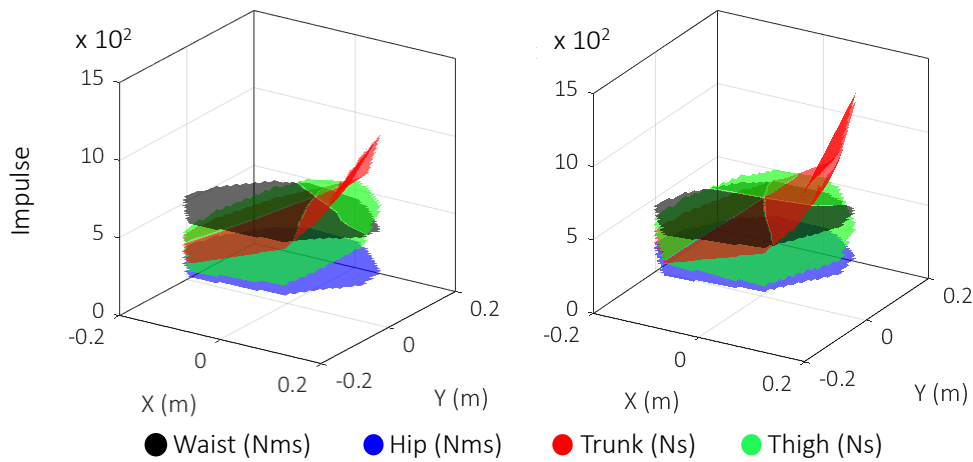 x 10²
15
10
5
0
-0.2
0
0.2
-0.2
0
0.2
X (m)
Y (m)
Impulse
x 10²
15
10
5
0
-0.2
0
0.2
-0.2
0
0.2
X (m)
Y (m)
Waist (Nms)
Hip (Nms)
Trunk (Ns)
Thigh (Ns)